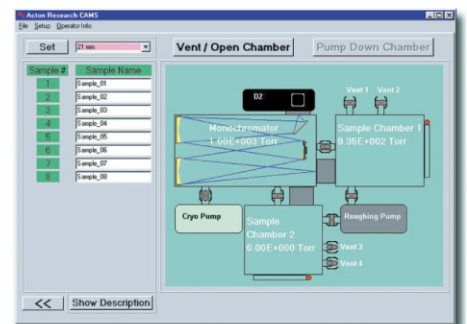 Acton Research CAMS
File Setup Operator Info
Set 21 mm Vent / Open Chamber Pump Down Chamber
Sample # Sample Name
1 Sample_01
2 Sample_02
3 Sample_03
4 Sample_04
5 Sample_05
6 Sample_06
7 Sample_07
8 Sample_08
D2
Vent 1 Vent 2
Monochromator
1.00E+003 Torr
Sample Chamber 1
9.35E+002 Torr
Cryo Pump
Sample
Chamber 2
0.00E+000 Torr
Roughing Pump
Vent 3
Vent 4
<< Show Description